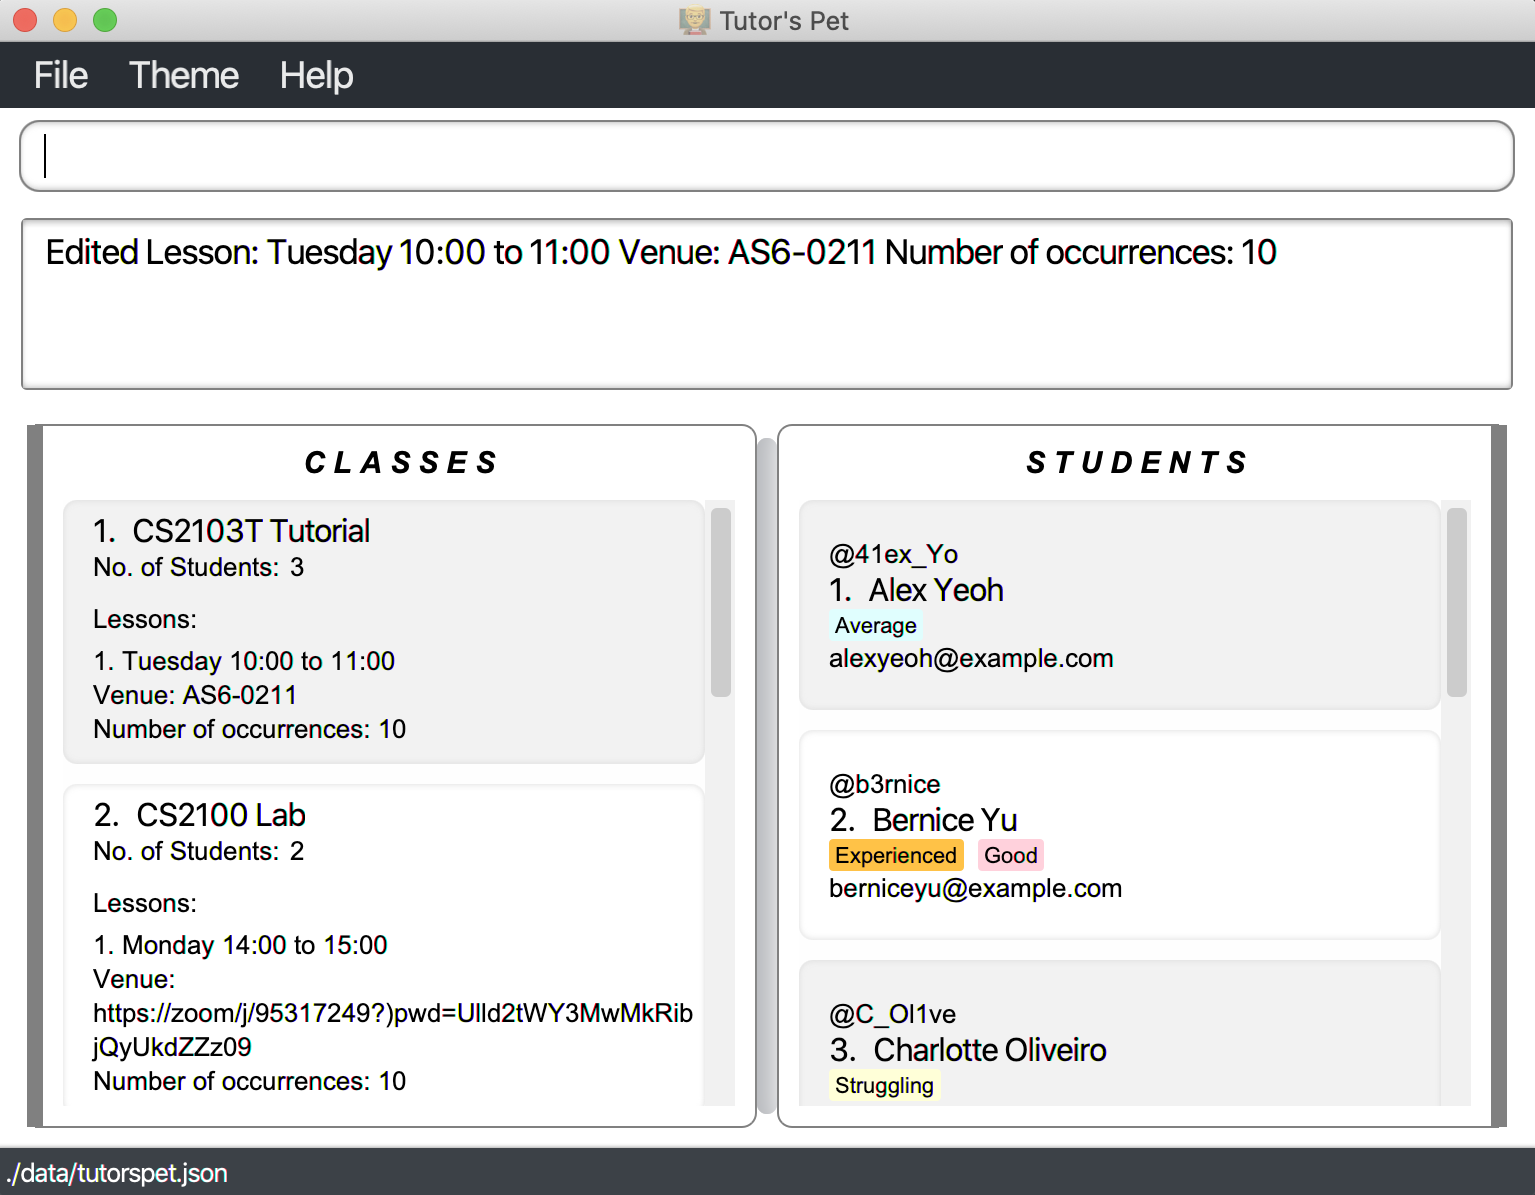 Tutor's Pet
File Theme Help
Edited Lesson: Tuesday 10:00 to 11:00 Venue: AS6-0211 Number of occurrences: 10
CLASSES
1. CS2103T Tutorial
No. of Students: 3
Lessons:
1. Tuesday 10:00 to 11:00
Venue: AS6-0211
Number of occurrences: 10
2. CS2100 Lab
No. of Students: 2
Lessons:
1. Monday 14:00 to 15:00
Venue:
https://zoom/j/95317249?)pwd=Ulld2tWY3MwMkRib
jQyUkdZZz09
Number of occurrences: 10
STUDENTS
@41ex_Yo
1. Alex Yeoh
Average
alexyeoh@example.com
@b3rnice
2. Bernice Yu
Experienced Good
berniceyu@example.com
@C_Ol1ve
3. Charlotte Oliveiro
Struggling
./data/tutorspet.json